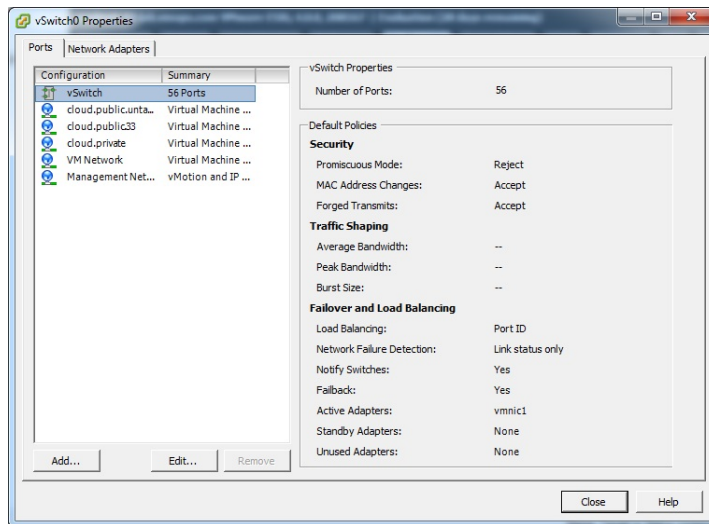 vSwitch0 Properties
Ports
Network Adapters
Configuration Summary
vSwitch 56 Ports
cloud.public.unta... Virtual Machine ...
cloud.public.33 Virtual Machine ...
cloud.private Virtual Machine ...
VM Network Virtual Machine ...
Management Net... vMotion and IP ...
Add...
Edit...
Remove
vSwitch Properties
Number of Ports: 56
Default Policies
Security
Promiscuous Mode: Reject
MAC Address Changes: Accept
Forged Transmits: Accept
Traffic Shaping
Average Bandwidth: --
Peak Bandwidth: --
Burst Size: --
Failover and Load Balancing
Load Balancing: Port ID
Network Failure Detection: Link status only
Notify Switches: Yes
Failback: Yes
Active Adapters: vmnic1
Standby Adapters: None
Unused Adapters: None
Close
Help